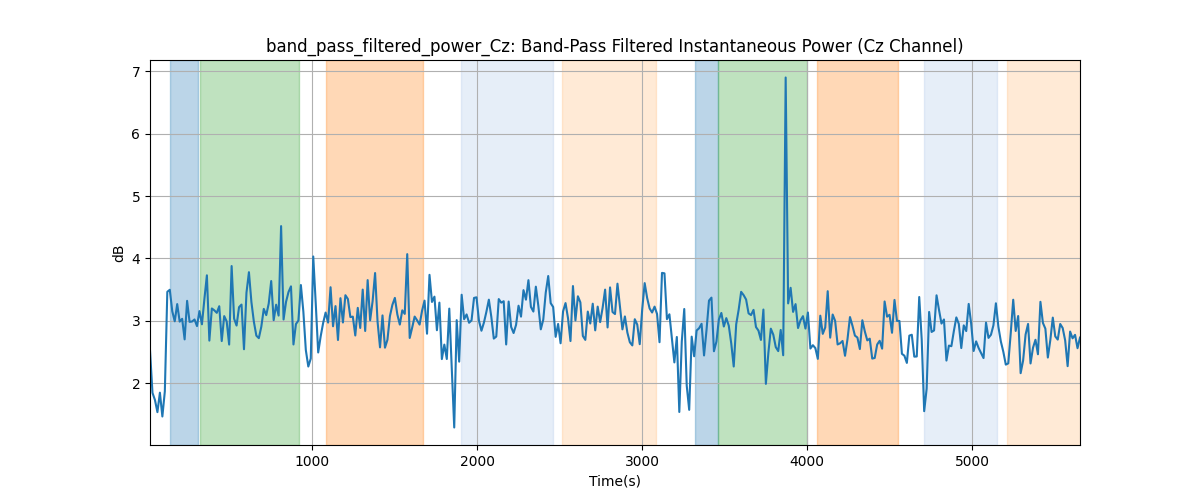 band_pass_filtered_power_Cz: Band-Pass Filtered Instantaneous Power (Cz Channel)
7
6
5
4
3
2
dB
1000 2000 3000 4000 5000
Time(s)